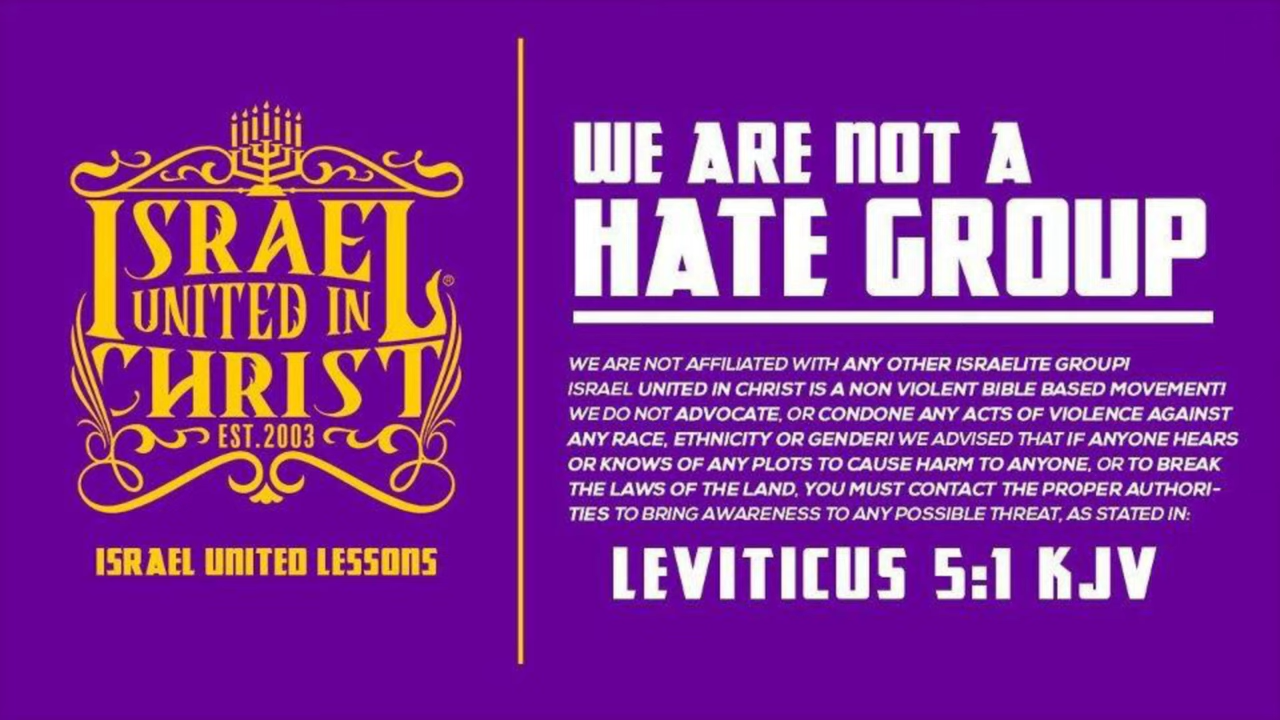 ISRAEL
UNITED IN
CHRIST
®
EST. 2003
ISRAEL UNITED LESSONS
WE ARE NOT A
HATE GROUP
WE ARE NOT AFFILIATED WITH ANY OTHER ISRAELITE GROUP!
ISRAEL UNITED IN CHRIST IS A NON VIOLENT BIBLE BASED MOVEMENT!
WE DO NOT ADVOCATE, OR CONDONE ANY ACTS OF VIOLENCE AGAINST
ANY RACE, ETHNICITY OR GENDER! WE ADVISED THAT IF ANYONE HEARS
OR KNOWS OF ANY PLOTS TO CAUSE HARM TO ANYONE, OR TO BREAK
THE LAWS OF THE LAND, YOU MUST CONTACT THE PROPER AUTHORI-
TIES TO BRING AWARENESS TO ANY POSSIBLE THREAT, AS STATED IN:
LEVITICUS 5:1 KJV